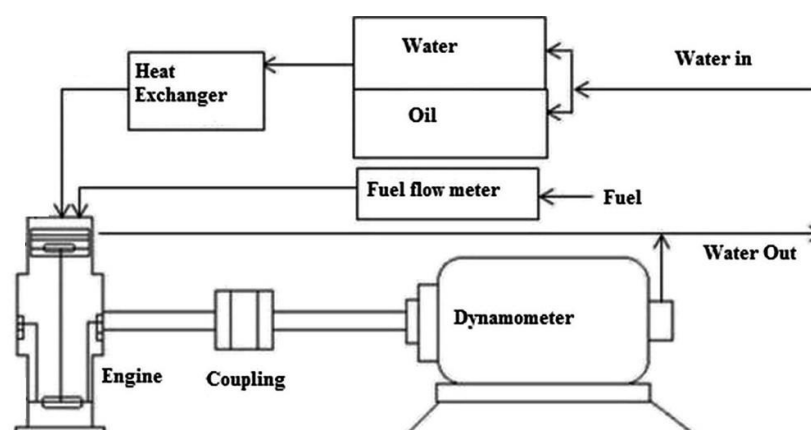 Water
Water in
Heat
Exchanger
Oil
Fuel flow meter
Fuel
Water Out
Dynamometer
Engine
Coupling